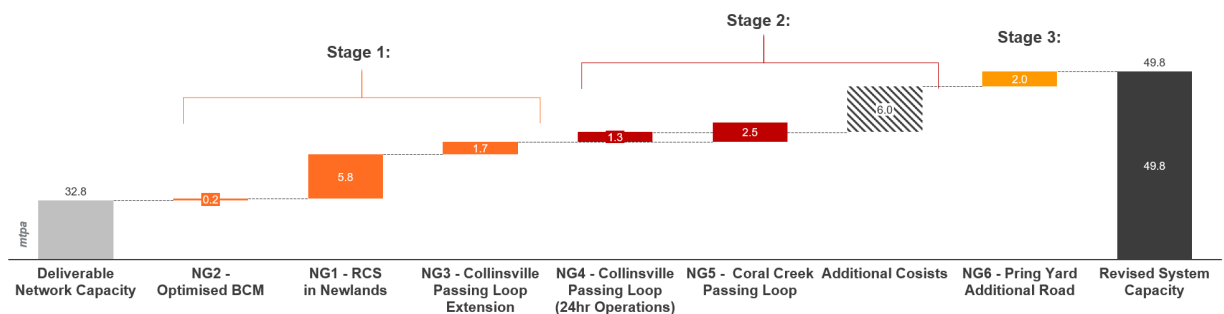 Stage 1:
Stage 2:
Stage 3:
mtpa
32.8
0.2
5.8
1.7
1.3
2.5
6.0
2.0
49.8
49.8
Deliverable
Network Capacity
NG2 -
Optimised BCM
NG1 - RCS
in Newlands
NG3 - Collinsville
Passing Loop
Extension
NG4 - Collinsville
Passing Loop
(24hr Operations)
NG5 - Coral Creek
Passing Loop
Additional Cosists
NG6 - Pring Yard
Additional Road
Revised System
Capacity